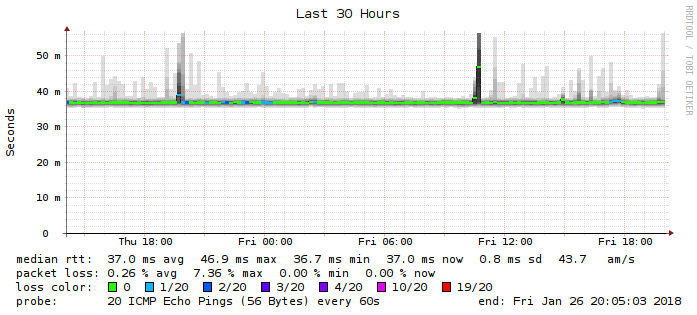 Last 30 Hours
RRDTOOL / TOBI OETIKER
Seconds
50 m
40 m
30 m
20 m
10 m
0
Thu 18:00 Fri 00:00 Fri 06:00 Fri 12:00 Fri 18:00
median rtt: 37.0 ms avg 46.9 ms max 36.7 ms min 37.0 ms now 0.8 ms sd 43.7 am/s
packet loss: 0.26 % avg 7.36 % max 0.00 % min 0.00 % now
loss color: 0 1/20 2/20 3/20 4/20 10/20 19/20
probe: 20 ICMP Echo Pings (56 Bytes) every 60s end: Fri Jan 26 20:05:03 2018